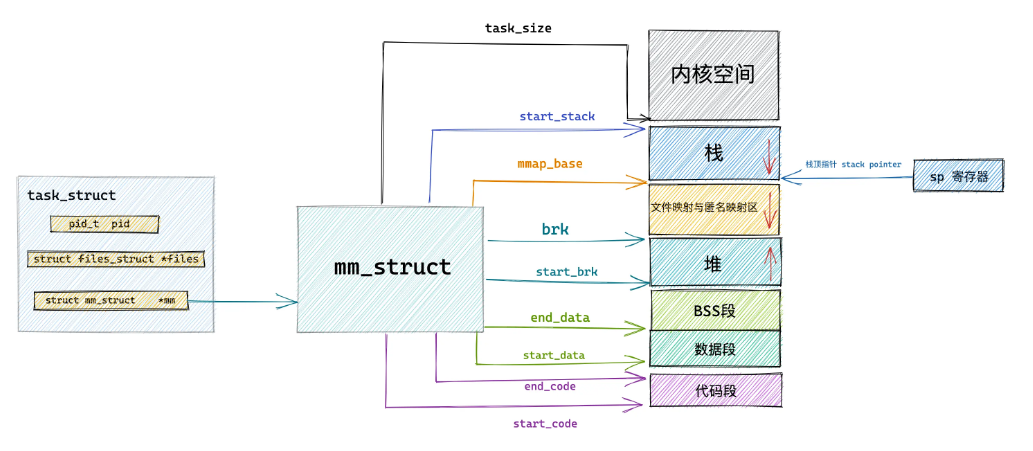 task_size
内核空间
start_stack
栈
mmap_base
栈顶指针 stack pointer
sp 寄存器
task_struct
pid_t pid
struct files_struct *files
struct mm_struct *mm
mm_struct
文件映射与匿名映射区
brk
堆
start_brk
BSS段
end_data
数据段
start_data
end_code
代码段
start_code